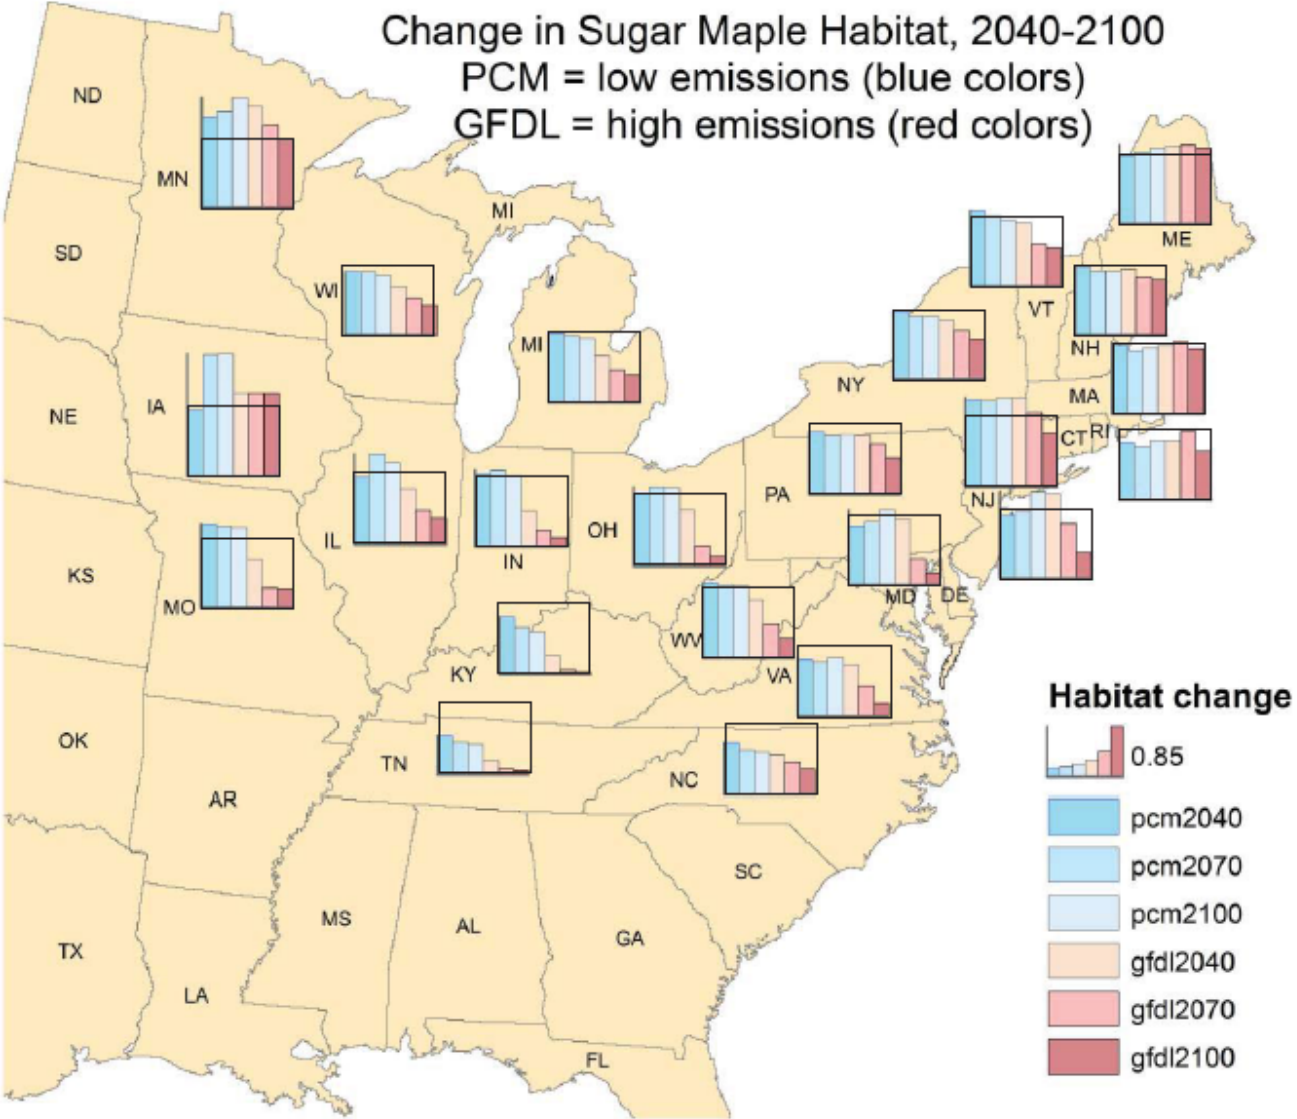 Change in Sugar Maple Habitat, 2040-2100
PCM = low emissions (blue colors)
GFDL = high emissions (red colors)
ND
MN
MI
SD
WI
ME
VT
MI
NH
NY
MA
IA
NE
CT
RI
PA
NJ
IL
OH
IN
KS
MO
MD
DE
WV
KY
VA
Habitat change
0.85
OK
TN
NC
AR
pcm2040
pcm2070
SC
pcm2100
MS
AL
GA
TX
gfdl2040
LA
gfdl2070
FL
gfdl2100